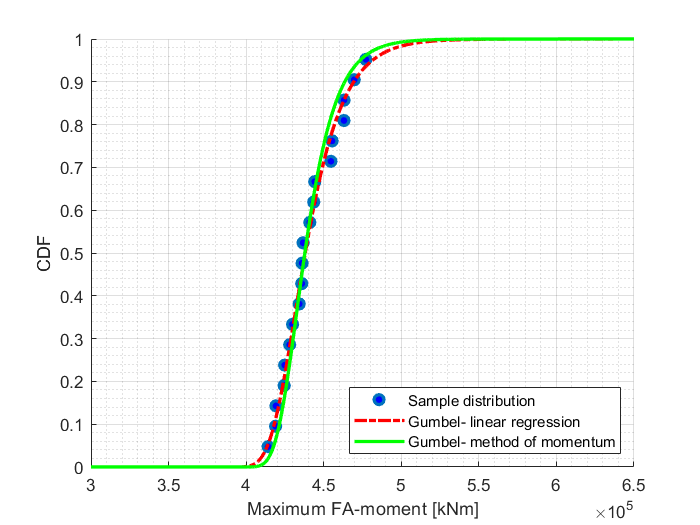 1
0.9
0.8
0.7
0.6
0.5
0.4
0.3
0.2
0.1
0
CDF
Sample distribution
Gumbel- linear regression
Gumbel- method of momentum
3 3.5 4 4.5 5 5.5 6 6.5
Maximum FA-moment [kNm]
×10^5